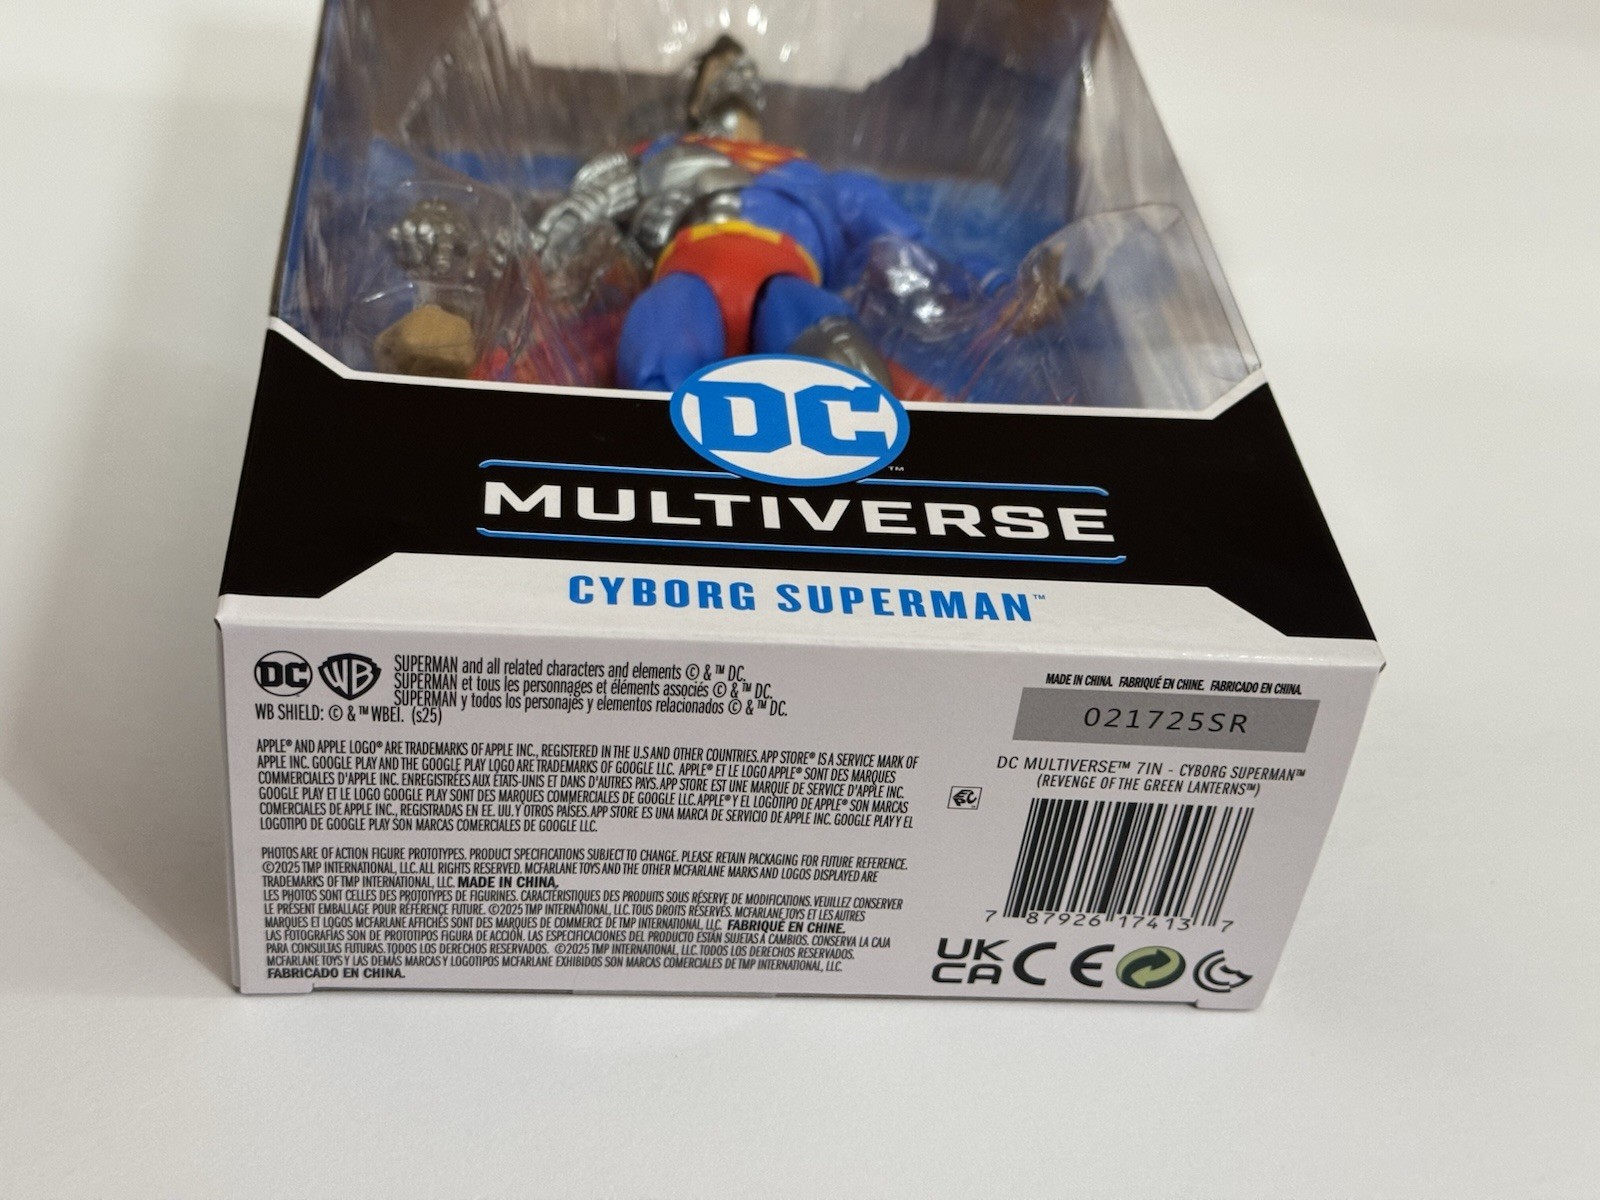 DC
™
MULTIVERSE
CYBORG SUPERMAN™
DC WB
SUPERMAN and all related characters and elements © & ™ DC.
SUPERMAN et tous les personnages et éléments associés © & ™ DC.
SUPERMAN y todos los personajes y elementos relacionados © & ™ DC.
WB SHIELD: © & ™ WBEI. (s25)
APPLE® AND APPLE LOGO® ARE TRADEMARKS OF APPLE INC., REGISTERED IN THE U.S AND OTHER COUNTRIES. APP STORE® IS A SERVICE MARK OF
APPLE INC. GOOGLE PLAY AND THE GOOGLE PLAY LOGO ARE TRADEMARKS OF GOOGLE LLC. APPLE® ET LE LOGO APPLE® SONT DES MARQUES
COMMERCIALES D'APPLE INC. ENREGISTRÉES AUX ÉTATS-UNIS ET DANS D'AUTRES PAYS. APP STORE EST UNE MARQUE DE SERVICE D'APPLE INC.
GOOGLE PLAY ET LE LOGO GOOGLE PLAY SONT DES MARQUES COMMERCIALES DE GOOGLE LLC. APPLE® Y EL LOGOTIPO DE APPLE® SON MARCAS
COMERCIALES DE APPLE INC., REGISTRADAS EN EE. UU. Y OTROS PAÍSES. APP STORE ES UNA MARCA DE SERVICIO DE APPLE INC. GOOGLE PLAY Y EL
LOGOTIPO DE GOOGLE PLAY SON MARCAS COMERCIALES DE GOOGLE LLC.
PHOTOS ARE OF ACTION FIGURE PROTOTYPES. PRODUCT SPECIFICATIONS SUBJECT TO CHANGE. PLEASE RETAIN PACKAGING FOR FUTURE REFERENCE.
©2025 TMP INTERNATIONAL, LLC. ALL RIGHTS RESERVED. MCFARLANE TOYS AND THE OTHER MCFARLANE MARKS AND LOGOS DISPLAYED ARE
TRADEMARKS OF TMP INTERNATIONAL, LLC. MADE IN CHINA.
LES PHOTOS SONT CELLES DES PROTOTYPES DE FIGURINES. CARACTÉRISTIQUES DES PRODUITS SOUS RÉSERVE DE MODIFICATIONS. VEUILLEZ CONSERVER
LE PRÉSENT EMBALLAGE POUR RÉFÉRENCE FUTURE. ©2025 TMP INTERNATIONAL, LLC. TOUS DROITS RÉSERVÉS. MCFARLANE TOYS ET LES AUTRES
MARQUES ET LOGOS MCFARLANE AFFICHÉS SONT DES MARQUES DE COMMERCE DE TMP INTERNATIONAL, LLC. FABRIQUÉ EN CHINE.
LAS FOTOGRAFÍAS SON DE PROTOTIPOS FIGURA DE ACCIÓN. LAS ESPECIFICACIONES DEL PRODUCTO ESTÁN SUJETAS A CAMBIOS. CONSERVA LA CAJA
PARA CONSULTAS FUTURAS. TODOS LOS DERECHOS RESERVADOS. ©2025 TMP INTERNATIONAL, LLC. TODOS LOS DERECHOS RESERVADOS.
MCFARLANE TOYS Y LAS DEMÁS MARCAS Y LOGOTIPOS MCFARLANE EXHIBIDOS SON MARCAS COMERCIALES DE TMP INTERNATIONAL, LLC.
FABRICADO EN CHINA.
MADE IN CHINA. FABRIQUÉ EN CHINE. FABRICADO EN CHINA.
021725SR
DC MULTIVERSE™ 7IN - CYBORG SUPERMAN™
(REVENGE OF THE GREEN LANTERNS™)
7 87926 17413 7
UK
CA CE